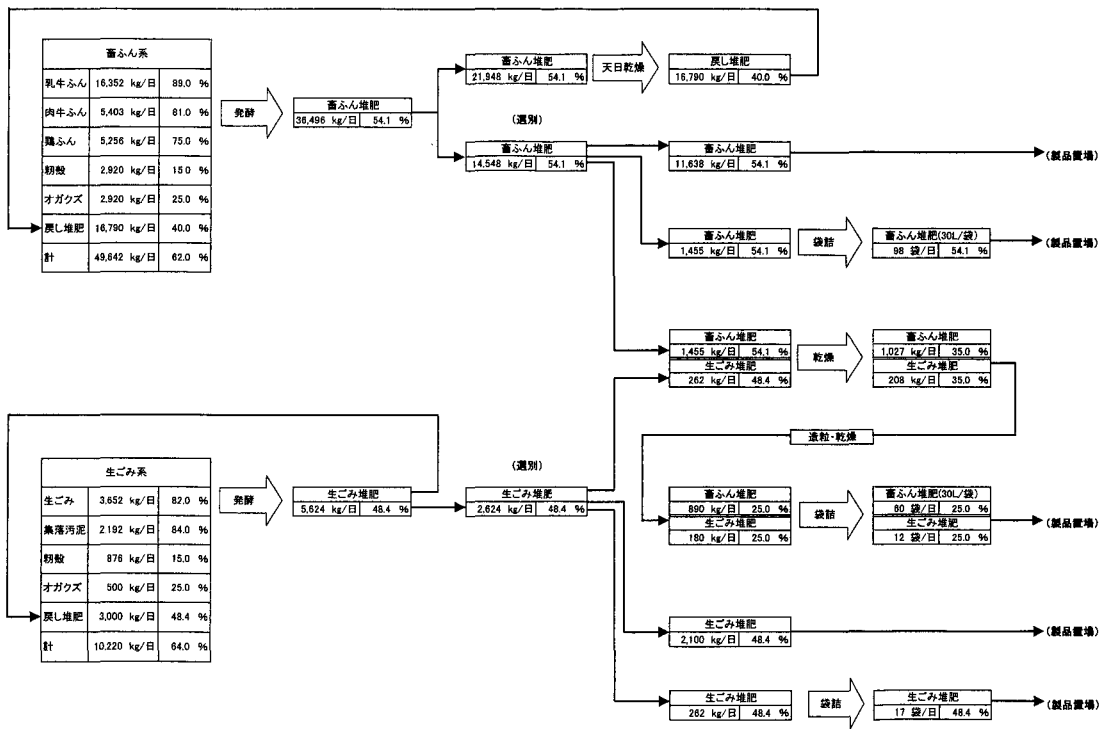 畜ふん系
乳牛ふん 16,352 kg/日 89.0 %
肉牛ふん 5,403 kg/日 81.0 %
鶏ふん 5,256 kg/日 75.0 %
籾殻 2,920 kg/日 15.0 %
オガクズ 2,920 kg/日 25.0 %
戻し堆肥 16,790 kg/日 40.0 %
計 49,642 kg/日 62.0 %
発酵
畜ふん堆肥
36,496 kg/日 54.1 %
畜ふん堆肥
21,948 kg/日 54.1 %
天日乾燥
戻し堆肥
16,790 kg/日 40.0 %
(選別)
畜ふん堆肥
14,548 kg/日 54.1 %
畜ふん堆肥
11,638 kg/日 54.1 %
(製品置場)
畜ふん堆肥
1,455 kg/日 54.1 %
袋詰
畜ふん堆肥(30L/袋)
98 袋/日 54.1 %
(製品置場)
畜ふん堆肥
1,455 kg/日 54.1 %
生ごみ堆肥
262 kg/日 48.4 %
乾燥
畜ふん堆肥
1,027 kg/日 35.0 %
生ごみ堆肥
208 kg/日 35.0 %
造粒・乾燥
生ごみ系
生ごみ 3,652 kg/日 82.0 %
集落汚泥 2,192 kg/日 84.0 %
籾殻 876 kg/日 15.0 %
オガクズ 500 kg/日 25.0 %
戻し堆肥 3,000 kg/日 48.4 %
計 10,220 kg/日 64.0 %
発酵
生ごみ堆肥
5,624 kg/日 48.4 %
(選別)
生ごみ堆肥
2,624 kg/日 48.4 %
畜ふん堆肥
890 kg/日 25.0 %
生ごみ堆肥
180 kg/日 25.0 %
袋詰
畜ふん堆肥(30L/袋)
60 袋/日 25.0 %
生ごみ堆肥
12 袋/日 25.0 %
(製品置場)
生ごみ堆肥
2,100 kg/日 48.4 %
(製品置場)
生ごみ堆肥
262 kg/日 48.4 %
袋詰
生ごみ堆肥
17 袋/日 48.4 %
(製品置場)